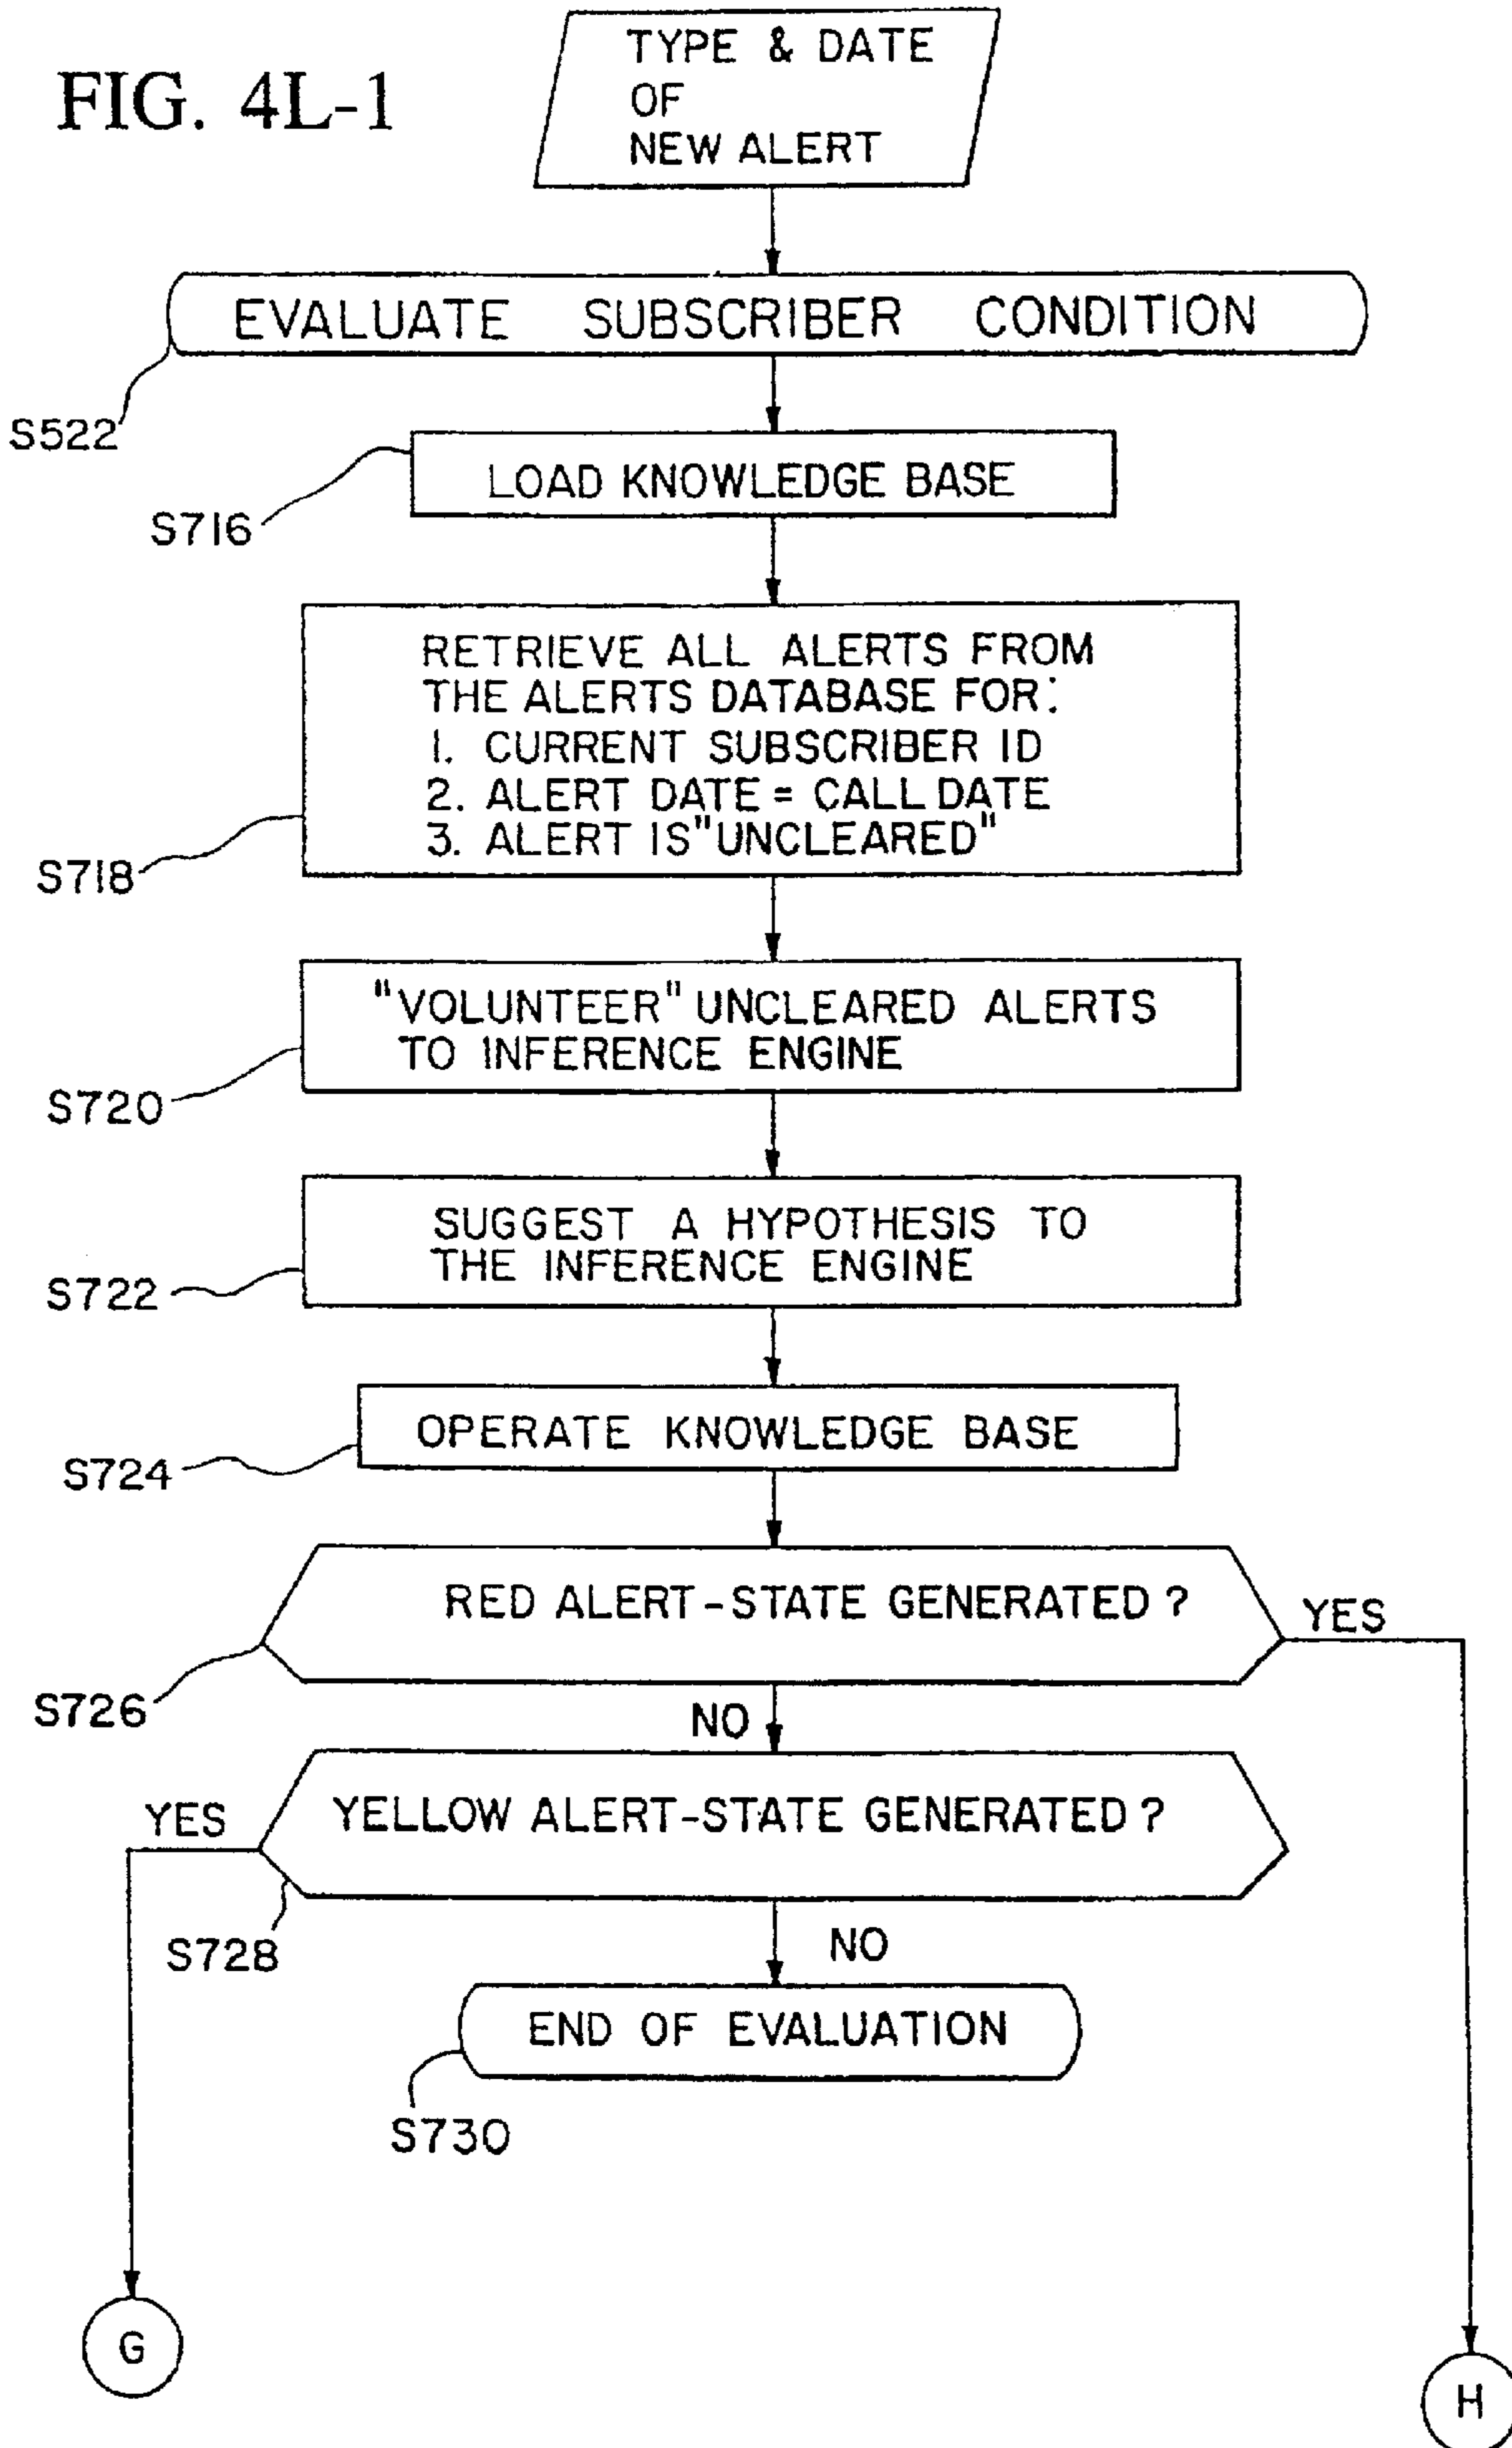 FIG. 4L-1
TYPE & DATE
OF
NEW ALERT
EVALUATE SUBSCRIBER CONDITION
S522
LOAD KNOWLEDGE BASE
S716
RETRIEVE ALL ALERTS FROM
THE ALERTS DATABASE FOR:
1. CURRENT SUBSCRIBER ID
2. ALERT DATE = CALL DATE
3. ALERT IS "UNCLEARED"
S718
"VOLUNTEER" UNCLEARED ALERTS
TO INFERENCE ENGINE
S720
SUGGEST A HYPOTHESIS TO
THE INFERENCE ENGINE
S722
OPERATE KNOWLEDGE BASE
S724
RED ALERT-STATE GENERATED ?
YES
S726
NO
YES
YELLOW ALERT-STATE GENERATED ?
S728
NO
END OF EVALUATION
S730
G
H